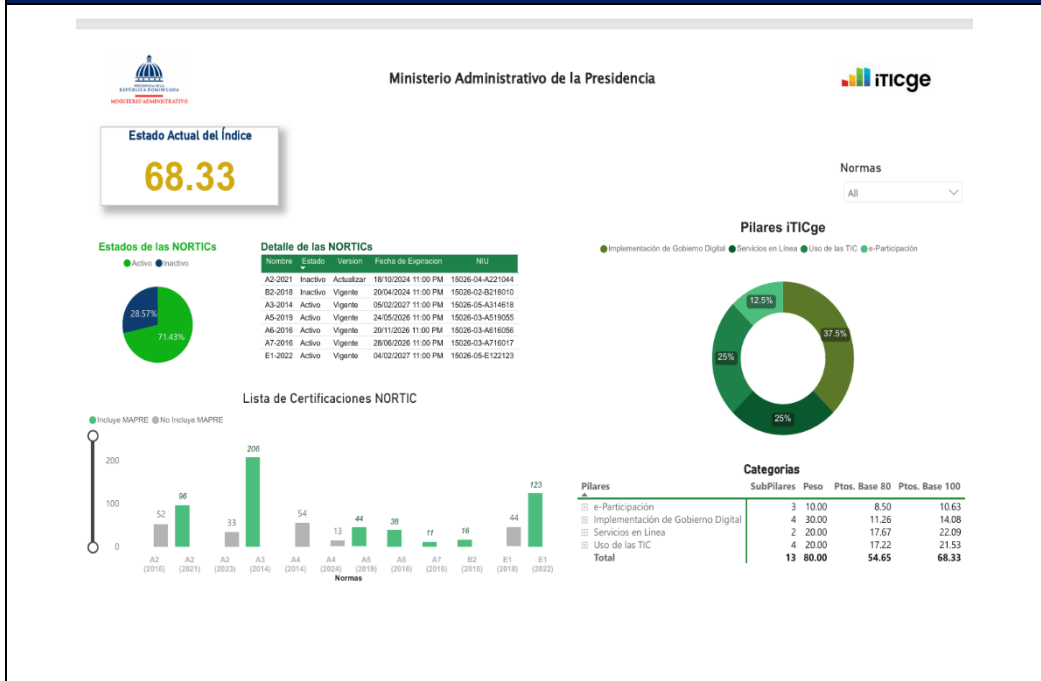 PRESIDENCIA DE LA
REPÚBLICA DOMINICANA
MINISTERIO ADMINISTRATIVO
Ministerio Administrativo de la Presidencia
iTICge
Estado Actual del Índice
68.33
Normas
All
Estados de las NORTICs
Activo Inactivo
28.57%
71.43%
Detalle de las NORTICs
Nombre Estado Version Fecha de Expiracion NIU
A2-2021 Inactivo Actualizar 18/10/2024 11:00 PM 15026-04-A221044
B2-2018 Inactivo Vigente 20/04/2024 11:00 PM 15026-02-B218010
A3-2014 Activo Vigente 05/02/2027 11:00 PM 15026-05-A314618
A5-2019 Activo Vigente 24/05/2026 11:00 PM 15026-03-A519055
A6-2016 Activo Vigente 20/11/2026 11:00 PM 15026-03-A616056
A7-2016 Activo Vigente 28/06/2026 11:00 PM 15026-03-A716017
E1-2022 Activo Vigente 04/02/2027 11:00 PM 15026-05-E122123
Pilares iTICge
Implementación de Gobierno Digital Servicios en Línea Uso de las TIC e-Participación
12.5%
37.5%
25%
25%
Lista de Certificaciones NORTIC
Incluye MAPRE No Incluye MAPRE
200
100
0
52 96 33 206 54 13 44 38 11 16 44 123
A2 A2 A2 A3 A4 A4 A5 A6 A7 B2 E1 E1
(2016) (2021) (2023) (2014) (2014) (2024) (2019) (2016) (2016) (2018) (2018) (2022)
Normas
Categorias
Pilares SubPilares Peso Ptos. Base 80 Ptos. Base 100
e-Participación 3 10.00 8.50 10.63
Implementación de Gobierno Digital 4 30.00 11.26 14.08
Servicios en Línea 2 20.00 17.67 22.09
Uso de las TIC 4 20.00 17.22 21.53
Total 13 80.00 54.65 68.33